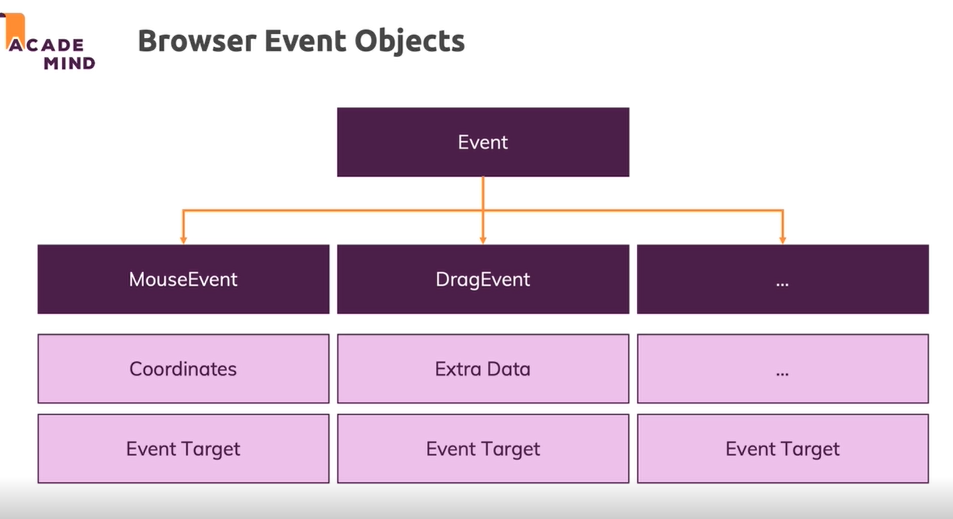 ACADE
MIND
Browser Event Objects
Event
MouseEvent
DragEvent
...
Coordinates
Extra Data
...
Event Target
Event Target
Event Target